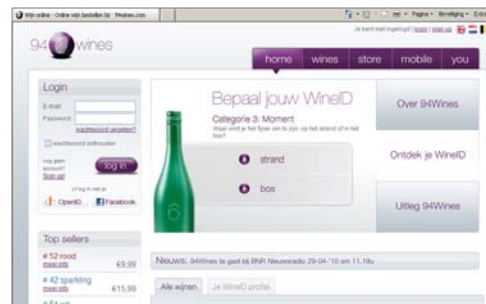 Wijn online - Online wijn bestellen bij - 94wines.com
Pagina
Beveiliging
Extra
Je bent niet ingelogd | login | sign up
94 wines
home wines store mobile you
Login
E-mail:
Password:
wachtwoord vergeten?
wachtwoord onthouden
nog geen
account?
Sign up!
log in
of log in met je
OpenID
Facebook
Bepaal jouw WineID
Categorie 3: Moment
Waar vind je het fijner om te zijn, op het strand of in het
bos?
strand
bos
6
Over 94Wines
Ontdek je WineID
Uitleg 94Wines
Top sellers
# 52 rood
meer info €9,99
# 42 sparkling
meer info €15,99
Nieuws: 94Wines te gast bij BNR Nieuwsradio 29-04-'10 om 11.19u
Alle wijnen
Je WineID profiel